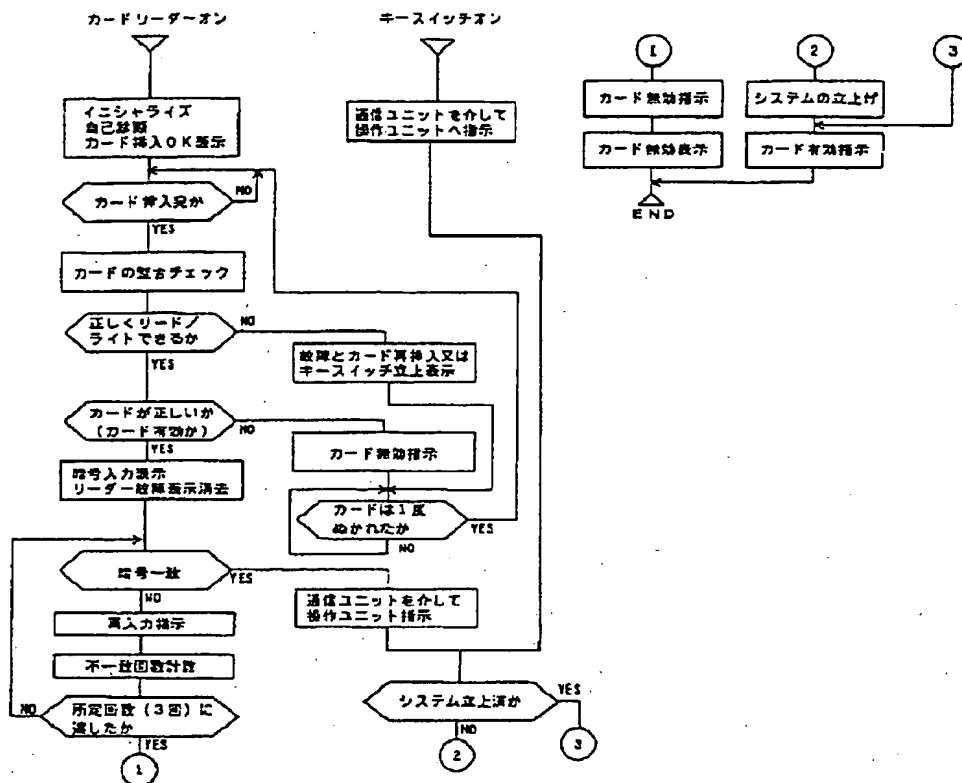 カードリーダーオン
イニシャライズ
自己診断
カード挿入OK表示
カード挿入完か
NO
YES
カードの整合チェック
正しくリード/
ライトできるか
NO
YES
カードが正しいか
(カード有効か)
NO
YES
暗号入力表示
リーダー故障表示消去
暗号一致
YES
NO
再入力指示
不一致回数計数
所定回数(3回)に
達したか
NO
YES
1
キースイッチオン
通信ユニットを介して
操作ユニットへ指示
故障とカード再挿入又は
キースイッチ立上表示
カード無効指示
カードは1度
ぬかれたか
YES
NO
通信ユニットを介して
操作ユニット指示
システム立上済か
YES
NO
2
3
1
カード無効指示
カード無効表示
END
2
システムの立上げ
カード有効指示
3